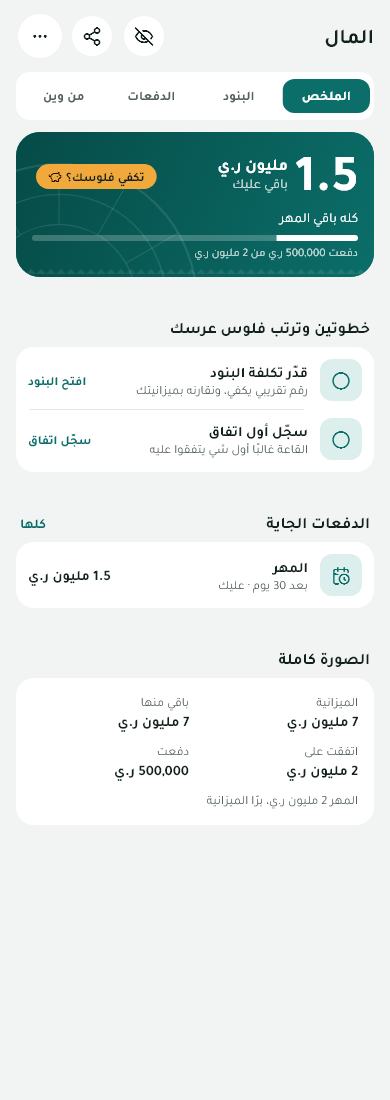 المال
الملخص
البنود
الدفعات
من وين
1.5 مليون ر.ي
باقي عليك
تكفي فلوسك؟
كله باقي المهر
دفعت 500,000 ر.ي من 2 مليون ر.ي
خطوتين وترتب فلوس عرسك
قدّر تكلفة البنود
رقم تقريبي يكفي، ونقارنه بميزانيتك
افتح البنود
سجّل أول اتفاق
القاعة غالبًا أول شي يتفقوا عليه
سجّل اتفاق
الدفعات الجاية
كلها
المهر
بعد 30 يوم · عليك
1.5 مليون ر.ي
الصورة كاملة
الميزانية
7 مليون ر.ي
باقي منها
7 مليون ر.ي
اتفقت على
2 مليون ر.ي
دفعت
500,000 ر.ي
المهر 2 مليون ر.ي، برّا الميزانية